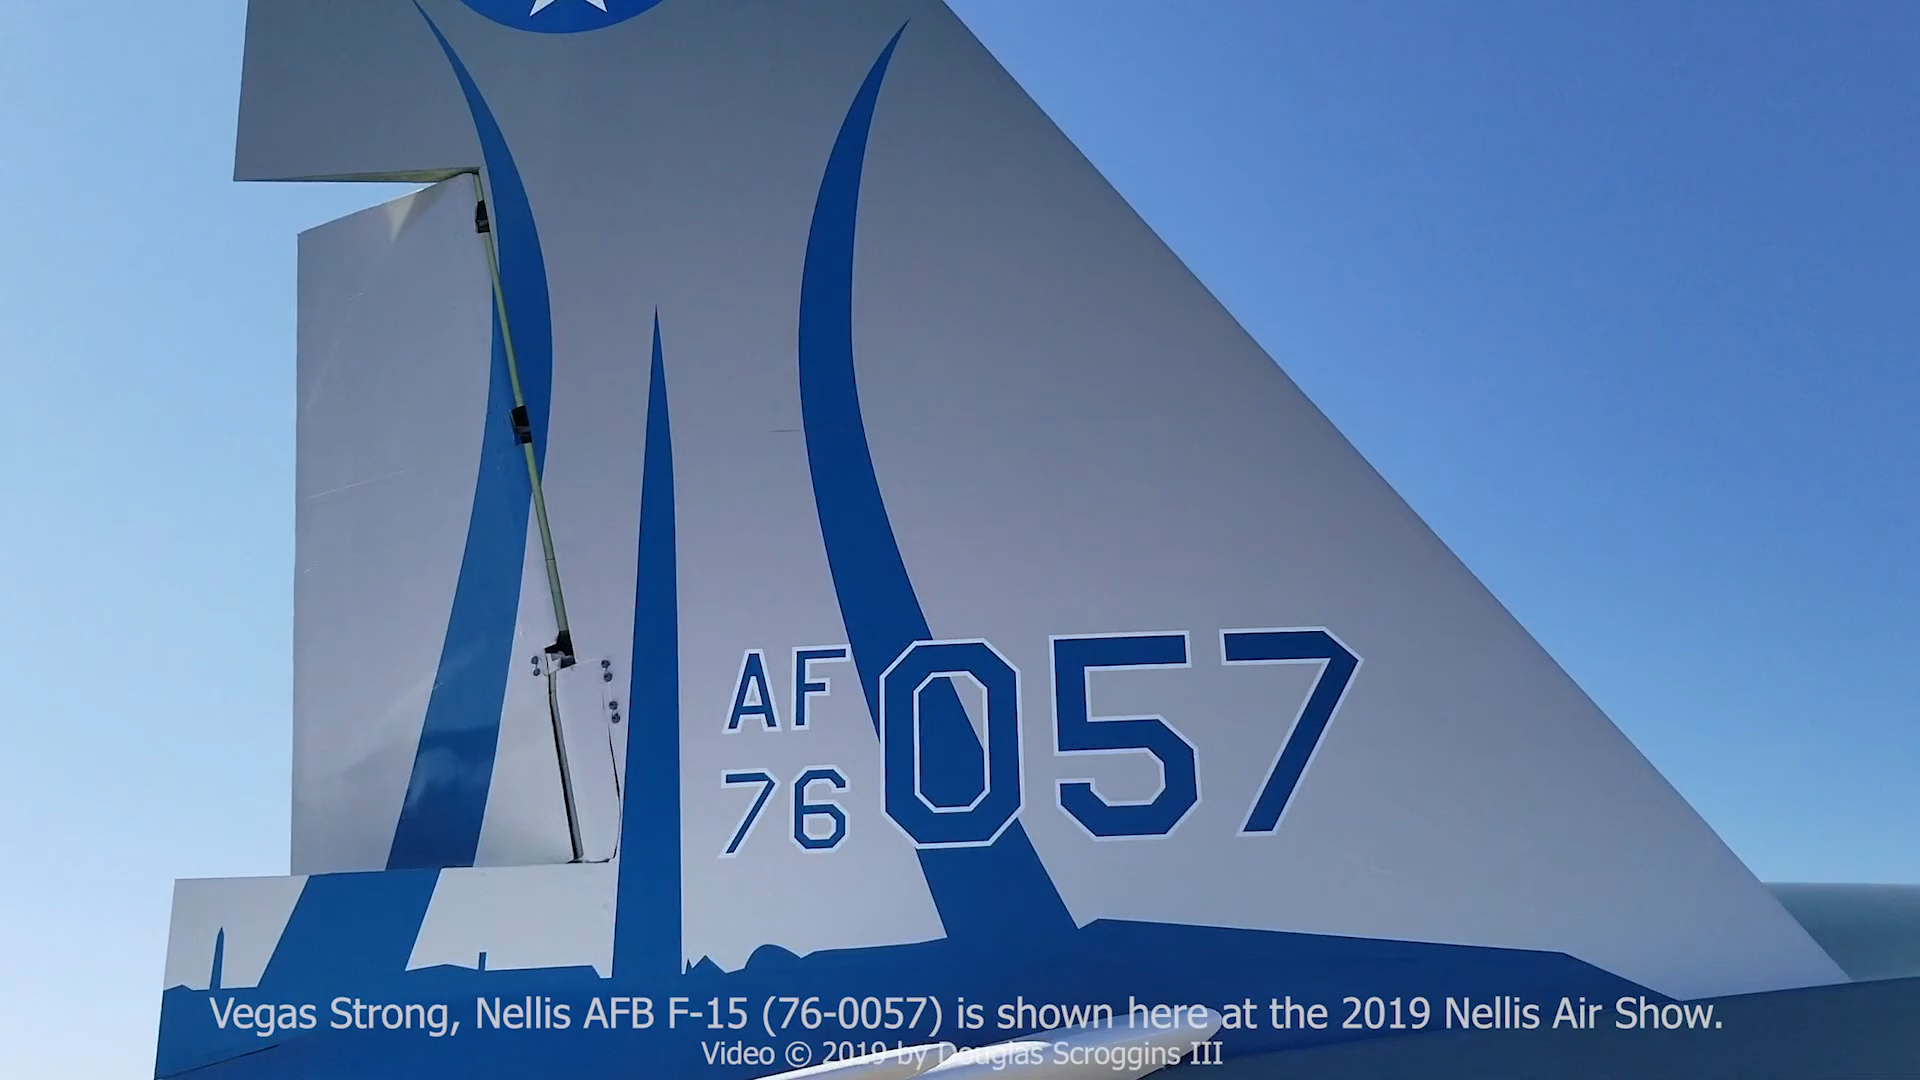 AF
76
057
Vegas Strong, Nellis AFB F-15 (76-0057) is shown here at the 2019 Nellis Air Show.
Video © 2019 by Douglas Scroggins III